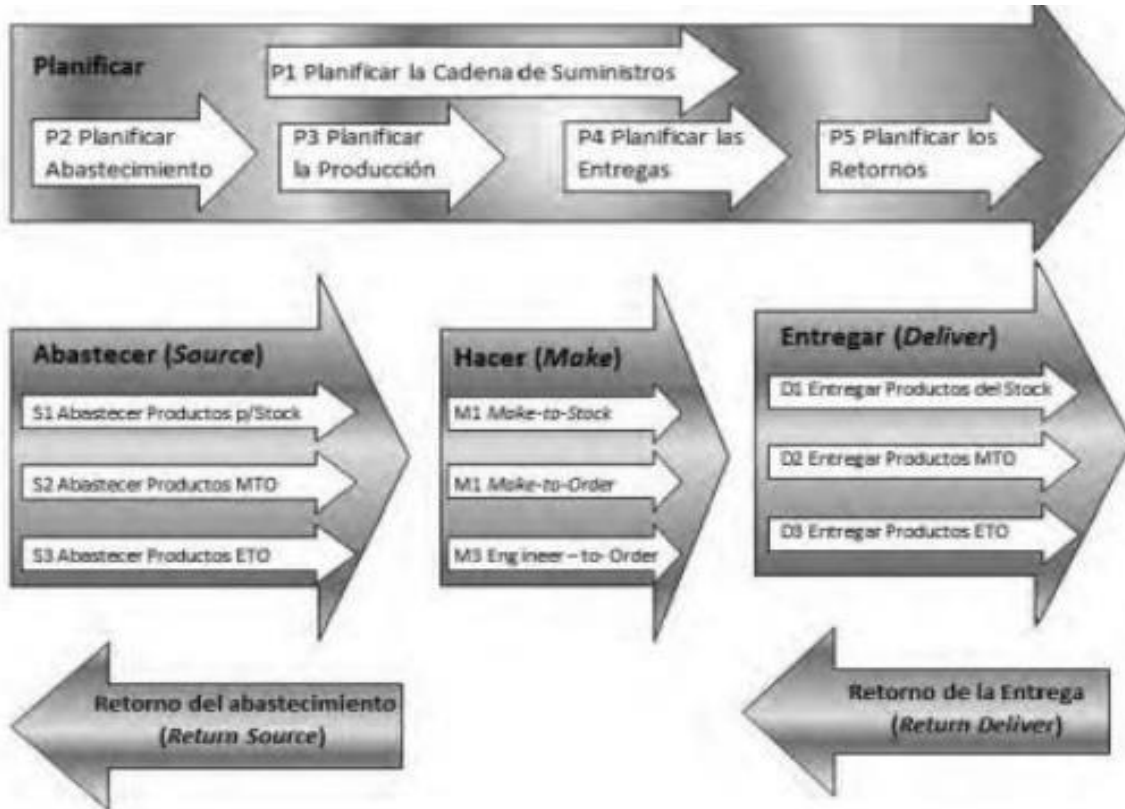 Planificar
P1 Planificar la Cadena de Suministros
P2 Planificar
Abastecimiento
P3 Planificar
la Producción
P4 Planificar las
Entregas
P5 Planificar los
Retornos
Abastecer (Source)
S1 Abastecer Productos p/Stock
S2 Abastecer Productos MTO
S3 Abastecer Productos ETO
Hacer (Make)
M1 Make-to-Stock
M1 Make-to-Order
M3 Engineer – to- Order
Entregar (Deliver)
D1 Entregar Productos del Stock
D2 Entregar Productos MTO
D3 Entregar Productos ETO
Retorno del abastecimiento
(Return Source)
Retorno de la Entrega
(Return Deliver)